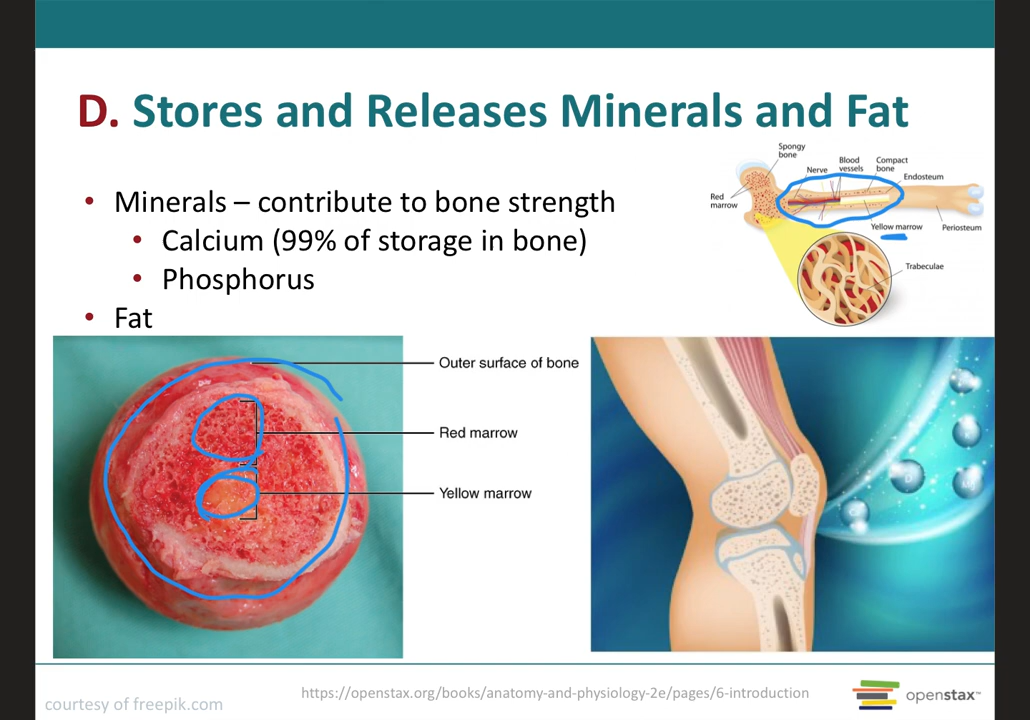 D. Stores and Releases Minerals and Fat
• Minerals – contribute to bone strength
• Calcium (99% of storage in bone)
• Phosphorus
• Fat
Spongy
bone
Nerve
Blood
vessels
Compact
bone
Endosteum
Red
marrow
Yellow marrow
Periosteum
Trabeculae
Outer surface of bone
Red marrow
Yellow marrow
D
https://openstax.org/books/anatomy-and-physiology-2e/pages/6-introduction
openstax™
courtesy of freepik.com